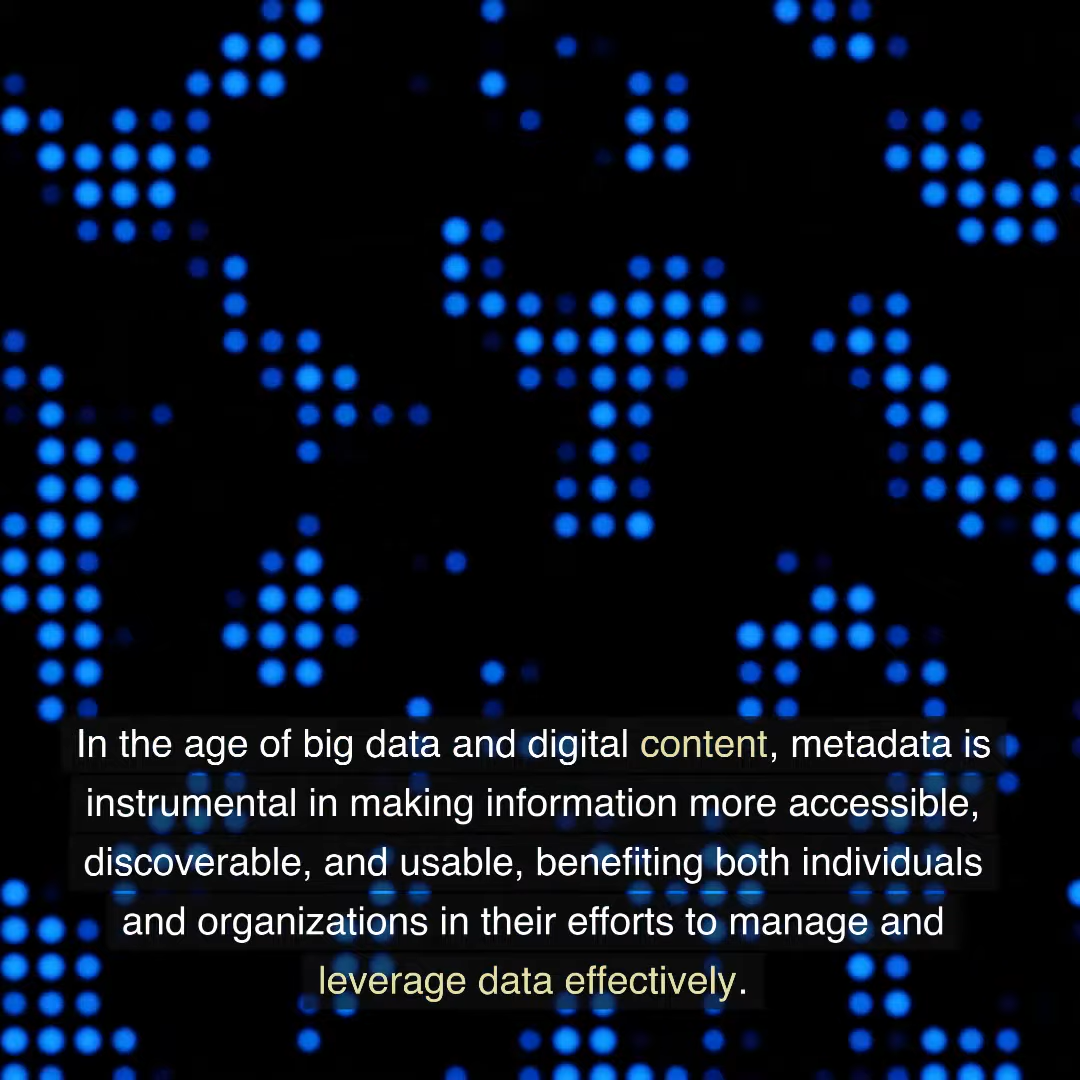 In the age of big data and digital content, metadata is
instrumental in making information more accessible,
discoverable, and usable, benefiting both individuals
and organizations in their efforts to manage and
leverage data effectively.